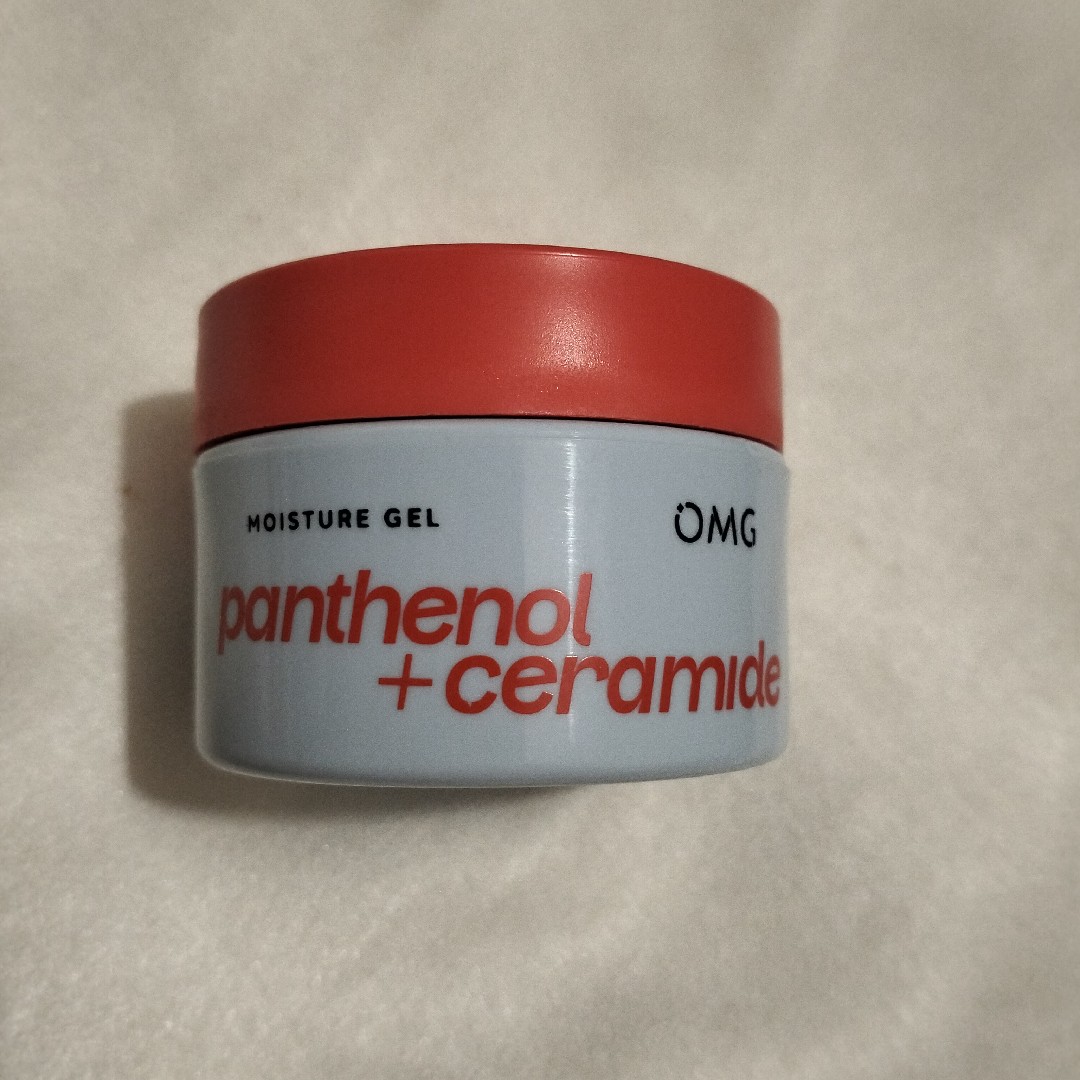 MOISTURE GEL
OMG
panthenol
+ceramide